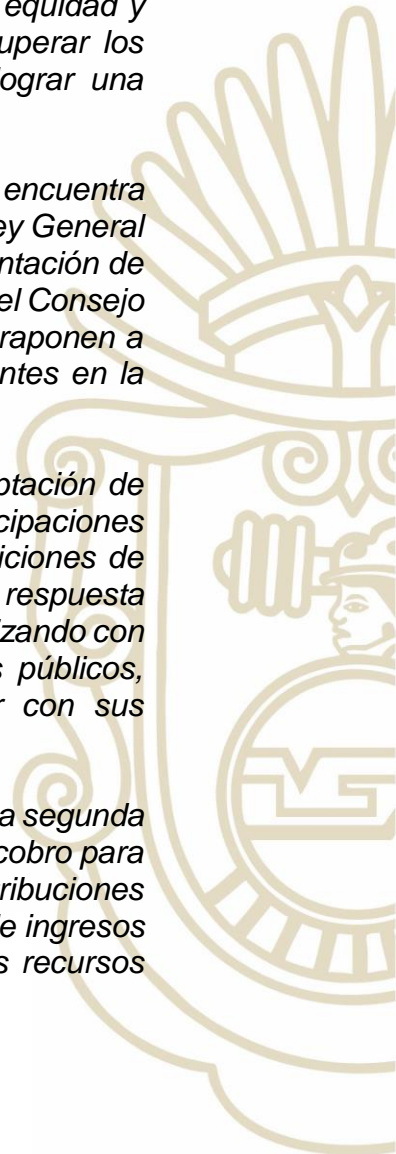 equidad y
uperar los
ograr una
encuentra
ey General
ntación de
el Consejo
raponen a
ntes en la
otación de
cipaciones
iciones de
respuesta
izando con
s públicos,
r con sus
a segunda
cobro para
ribuciones
e ingresos
s recursos